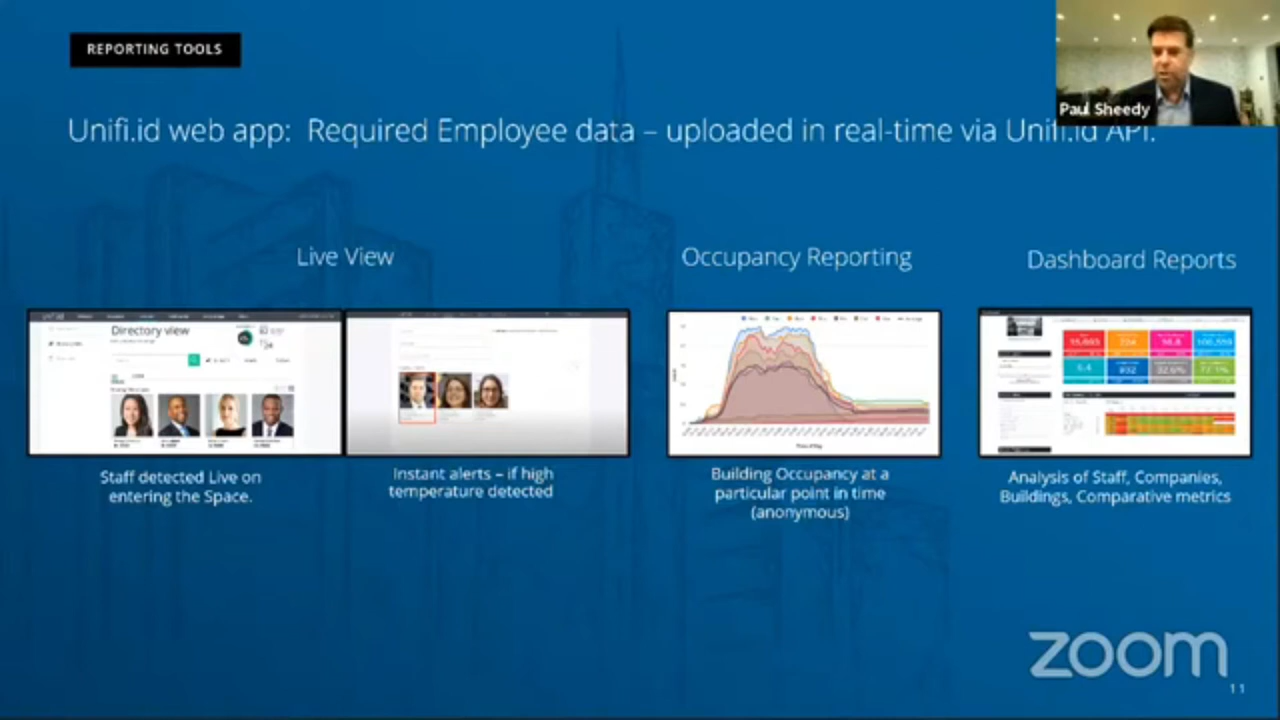 REPORTING TOOLS
Paul Sheedy
Unifi.id web app:  Required Employee data – uploaded in real-time via Unifi.id API.
Live View
Occupancy Reporting
Dashboard Reports
Directory view
Staff detected Live on
entering the Space.
Instant alerts – if high
temperature detected
Building Occupancy at a
particular point in time
(anonymous)
Analysis of Staff, Companies,
Buildings, Comparative metrics
zoom
11